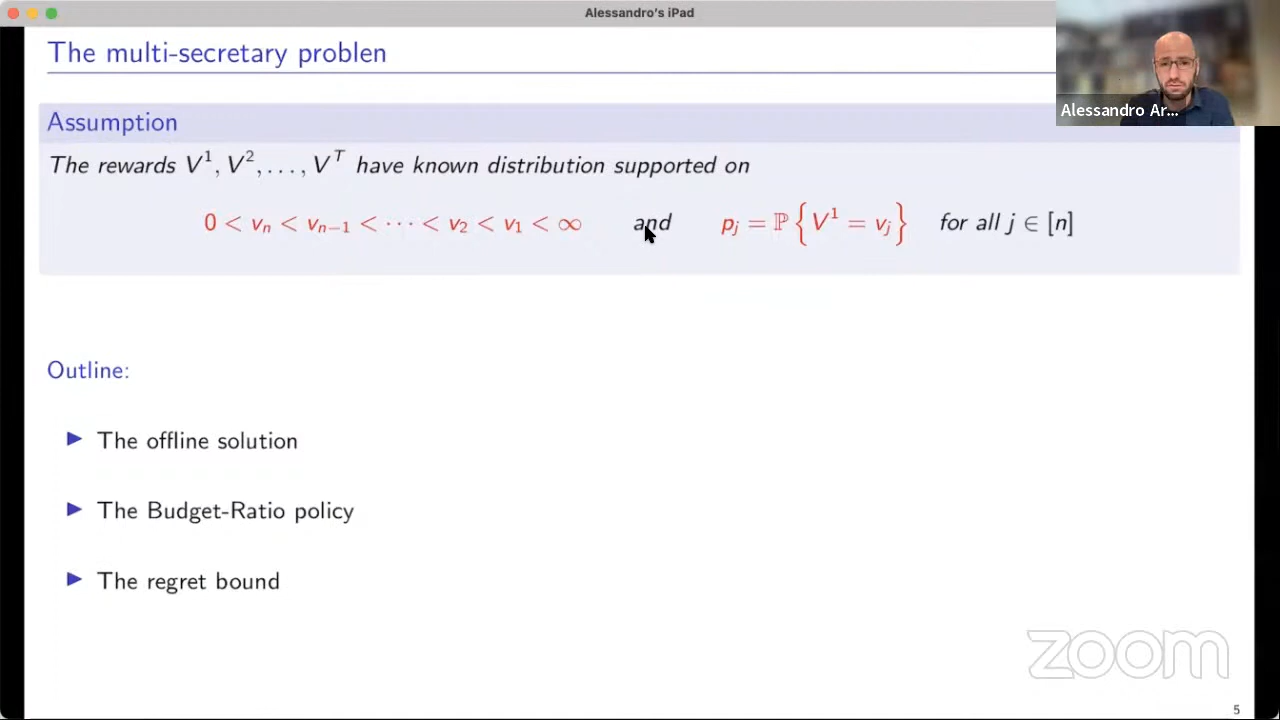 Alessandro's iPad
The multi-secretary problen
Alessandro Ar...
Assumption
The rewards V¹, V², . . . , Vᵀ have known distribution supported on
0 < vₙ < vₙ₋₁ < ⋯ < v₂ < v₁ < ∞ and pⱼ = ℙ { V¹ = vⱼ } for all j ∈ [n]
Outline:
▶ The offline solution
▶ The Budget-Ratio policy
▶ The regret bound
zoom
5